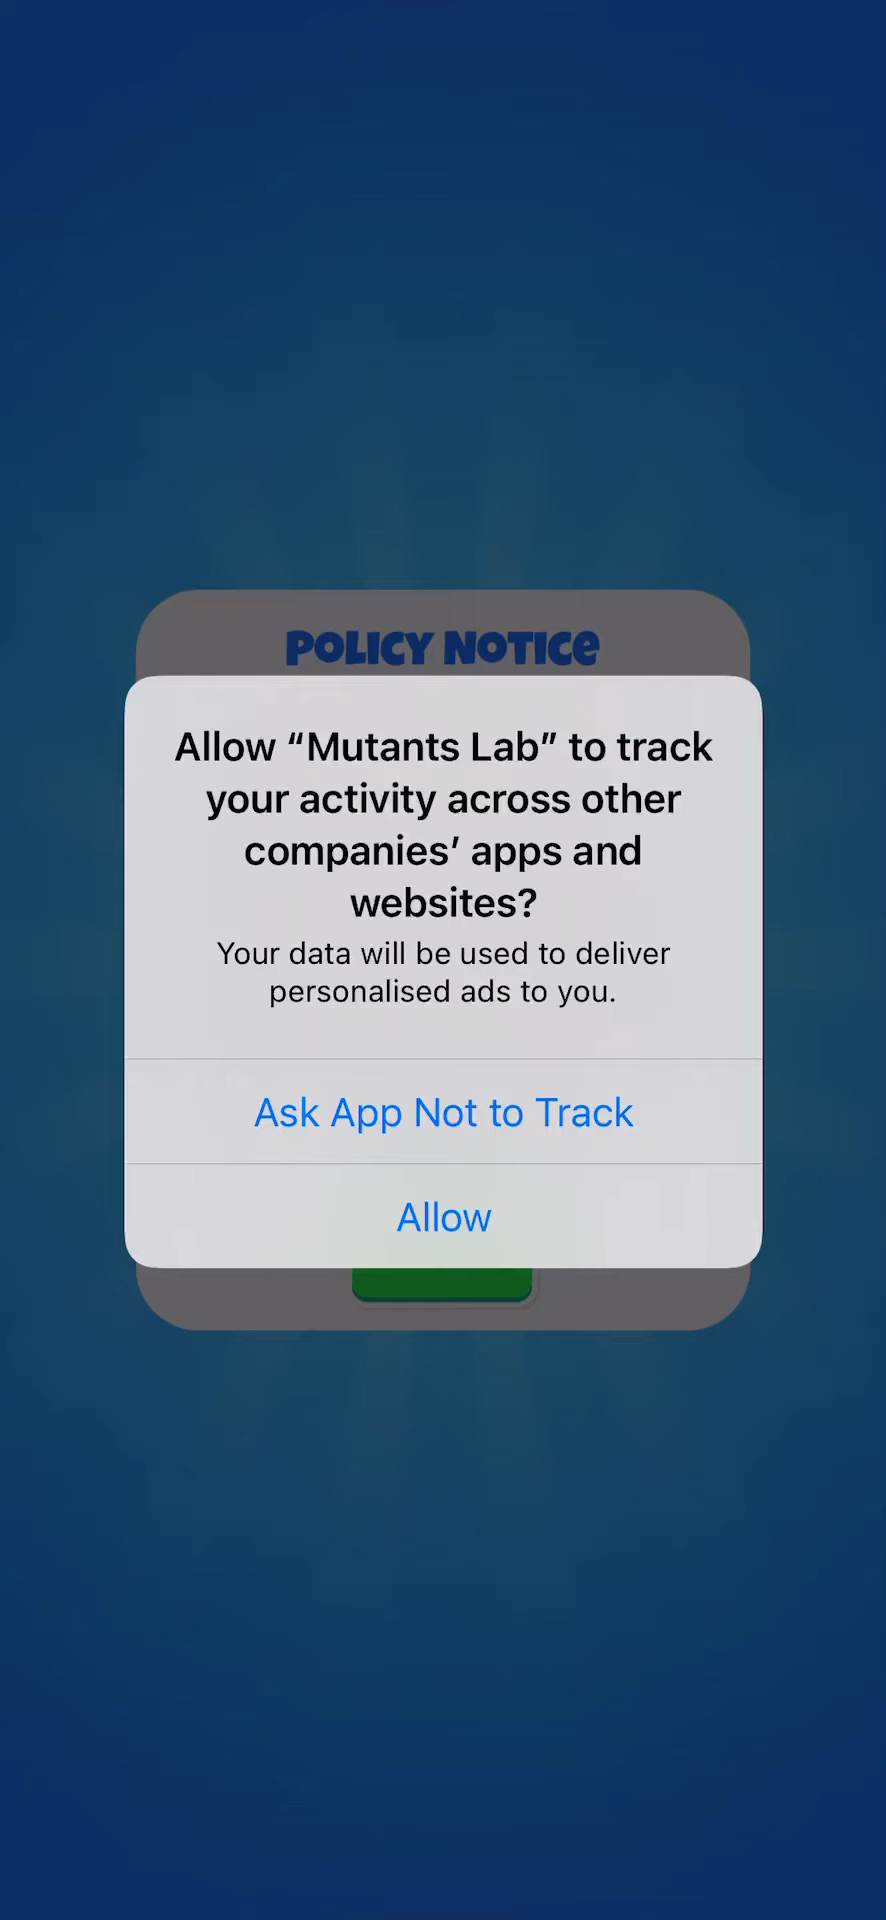 POLICY NOTICE
Allow “Mutants Lab” to track
your activity across other
companies’ apps and
websites?
Your data will be used to deliver
personalised ads to you.
Ask App Not to Track
Allow